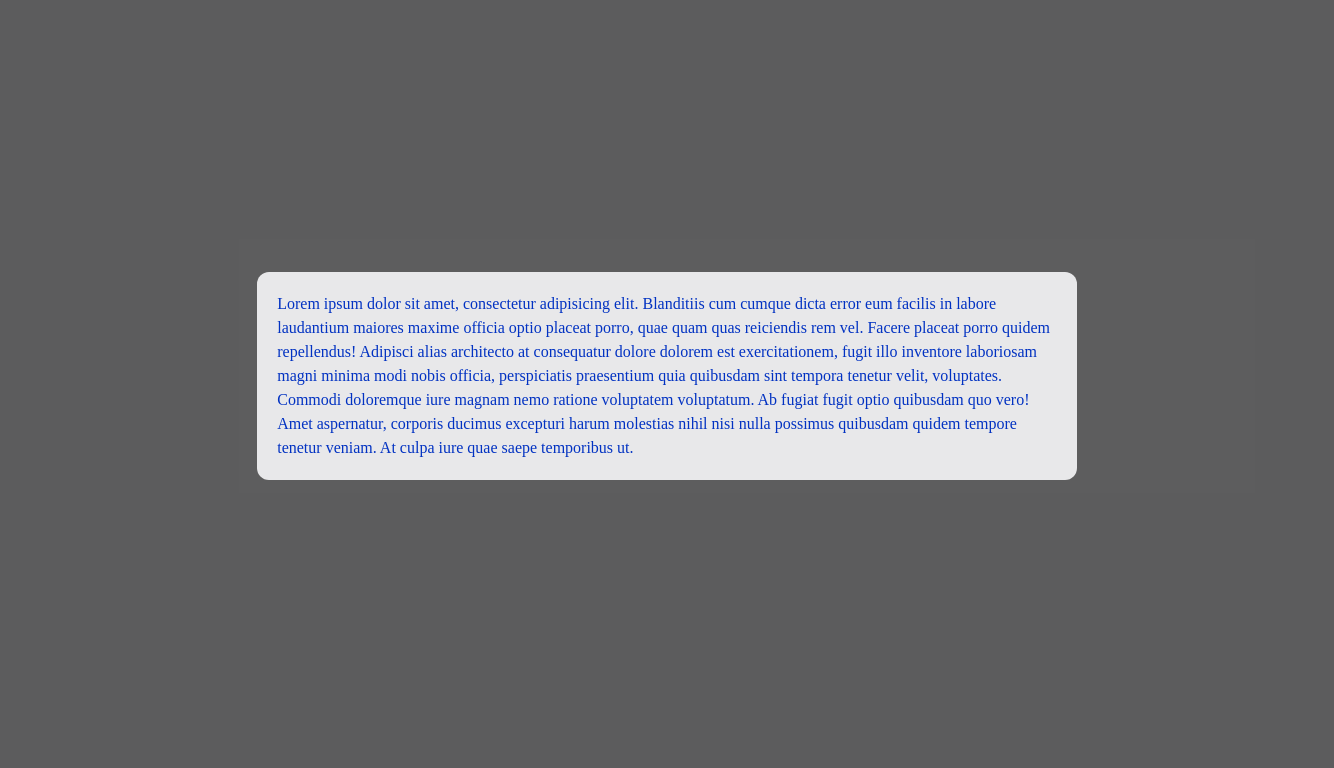 Lorem ipsum dolor sit amet, consectetur adipisicing elit. Blanditiis cum cumque dicta error eum facilis in labore
laudantium maiores maxime officia optio placeat porro, quae quam quas reiciendis rem vel. Facere placeat porro quidem
repellendus! Adipisci alias architecto at consequatur dolore dolorem est exercitationem, fugit illo inventore laboriosam
magni minima modi nobis officia, perspiciatis praesentium quia quibusdam sint tempora tenetur velit, voluptates.
Commodi doloremque iure magnam nemo ratione voluptatem voluptatum. Ab fugiat fugit optio quibusdam quo vero!
Amet aspernatur, corporis ducimus excepturi harum molestias nihil nisi nulla possimus quibusdam quidem tempore
tenetur veniam. At culpa iure quae saepe temporibus ut.